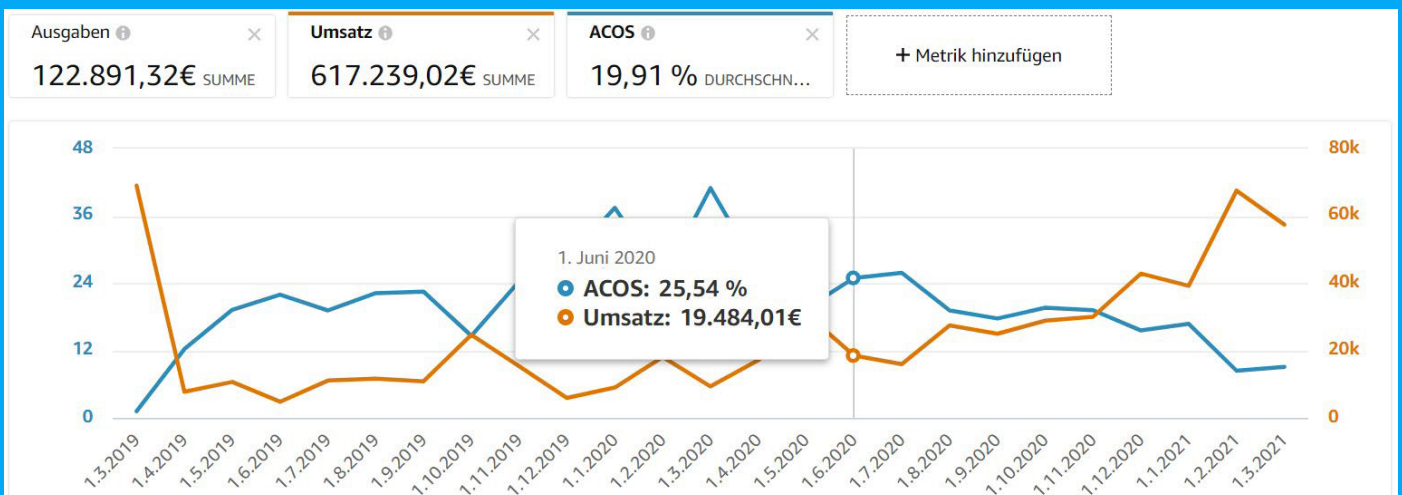 Ausgaben
122.891,32€ SUMME
Umsatz
617.239,02€ SUMME
ACOS
19,91 % DURCHSCHN...
+ Metrik hinzufügen
48
36
24
12
0
80k
60k
40k
20k
0
1. Juni 2020
ACOS: 25,54 %
Umsatz: 19.484,01€
1.3.2019
1.4.2019
1.5.2019
1.6.2019
1.7.2019
1.8.2019
1.9.2019
1.10.2019
1.11.2019
1.12.2019
1.1.2020
1.2.2020
1.3.2020
1.4.2020
1.5.2020
1.6.2020
1.7.2020
1.8.2020
1.9.2020
1.10.2020
1.11.2020
1.12.2020
1.1.2021
1.2.2021
1.3.2021